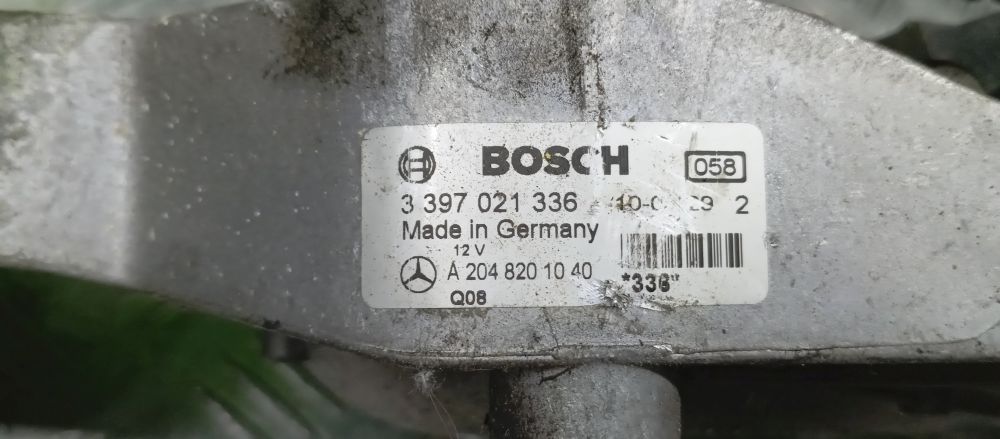 BOSCH 058
3 397 021 336 2
Made in Germany
12 V
A 204 820 10 40
*336"
Q08